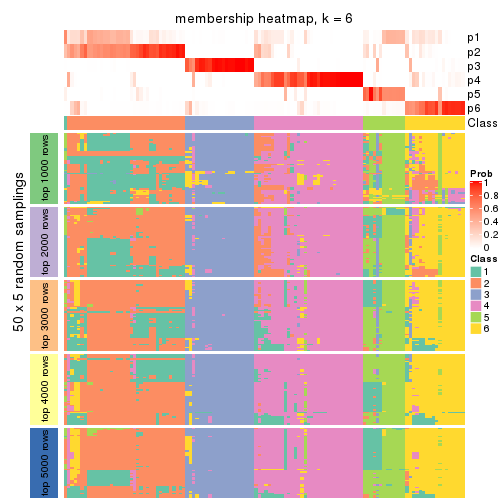 membership heatmap, k = 6
p1
p2
p3
p4
p5
p6
Class
50 x 5 random samplings
top 1000 rows
top 2000 rows
top 3000 rows
top 4000 rows
top 5000 rows
Prob
1
0.8
0.6
0.4
0.2
0
Class
1
2
3
4
5
6